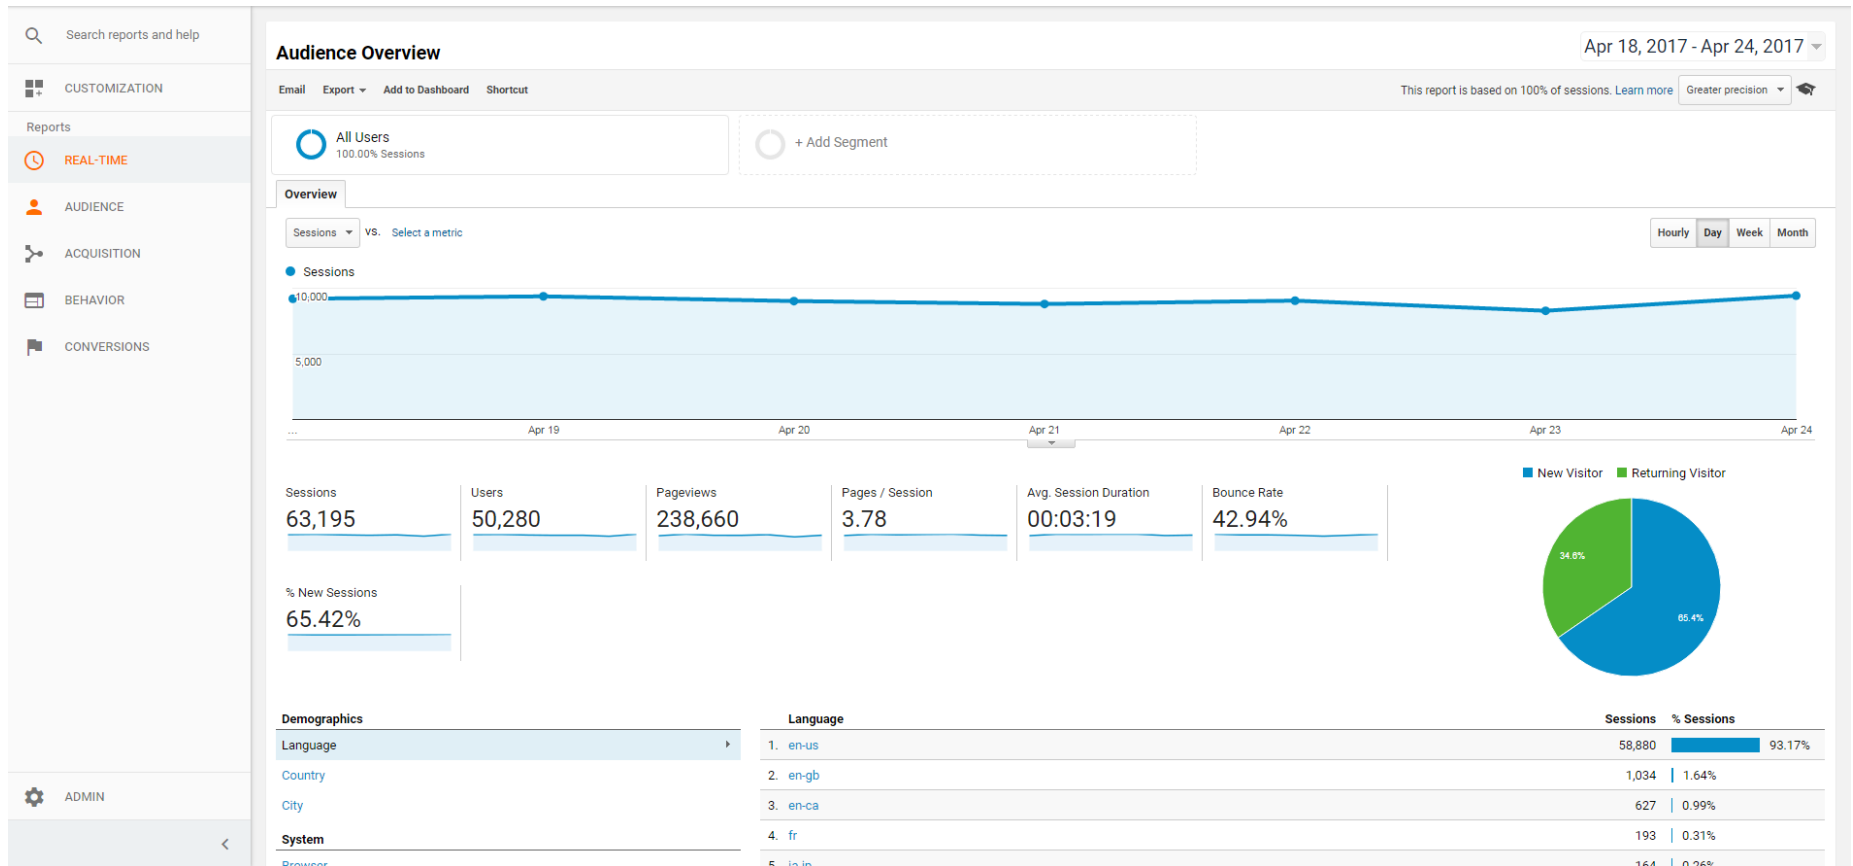 Search reports and help
CUSTOMIZATION
Reports
REAL-TIME
AUDIENCE
ACQUISITION
BEHAVIOR
CONVERSIONS
ADMIN
Audience Overview
Apr 18, 2017 - Apr 24, 2017
Email Export Add to Dashboard Shortcut
This report is based on 100% of sessions. Learn more Greater precision
All Users
100.00% Sessions
+ Add Segment
Overview
Sessions VS. Select a metric
Hourly Day Week Month
Sessions
10,000
5,000
... Apr 19 Apr 20 Apr 21 Apr 22 Apr 23 Apr 24
New Visitor Returning Visitor
34.6%
65.4%
Sessions
63,195
Users
50,280
Pageviews
238,660
Pages / Session
3.78
Avg. Session Duration
00:03:19
Bounce Rate
42.94%
% New Sessions
65.42%
Demographics
Language
Country
City
System
Browser
Language Sessions % Sessions
1. en-us 58,880 93.17%
2. en-gb 1,034 1.64%
3. en-ca 627 0.99%
4. fr 193 0.31%
5. ja-jp 164 0.26%